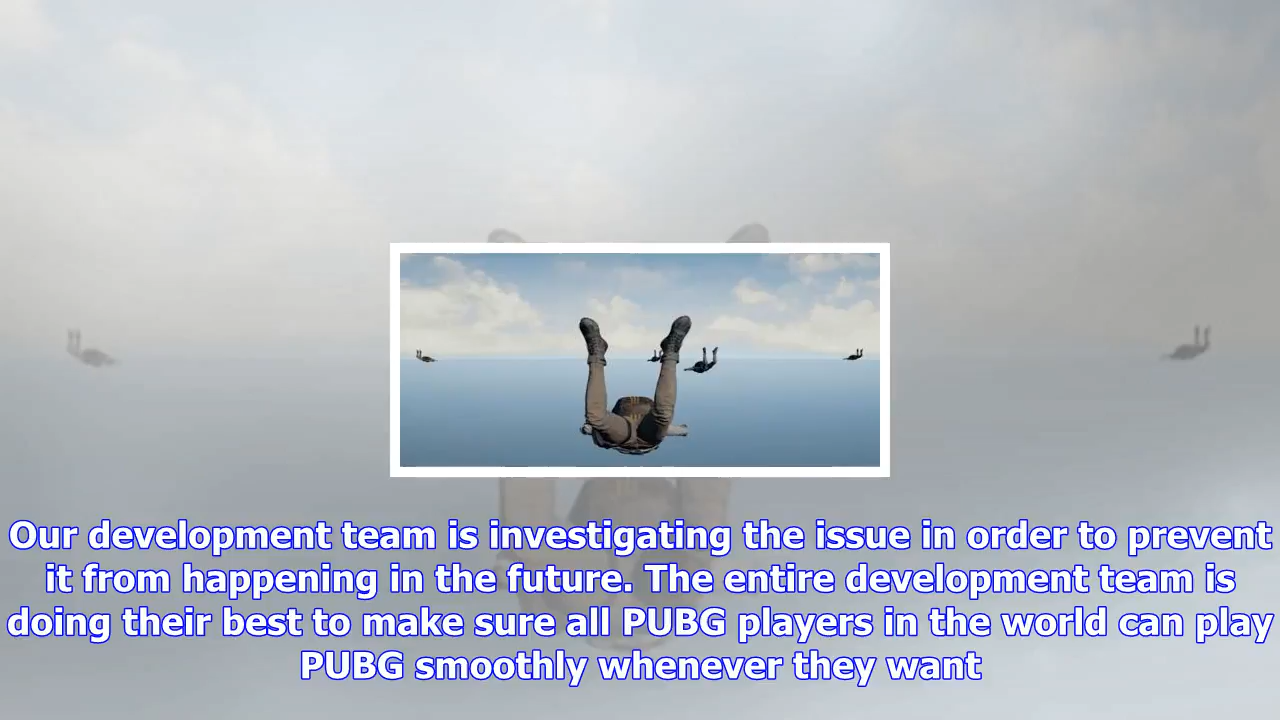 Our development team is investigating the issue in order to prevent
it from happening in the future. The entire development team is
doing their best to make sure all PUBG players in the world can play
PUBG smoothly whenever they want